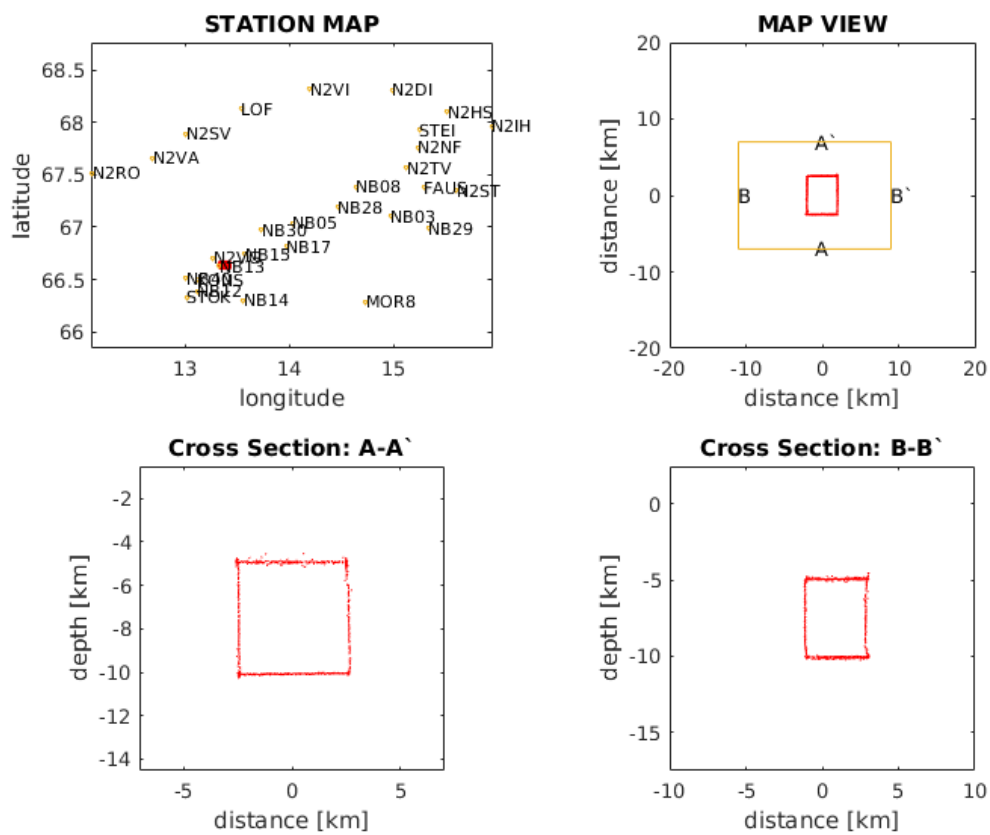 STATION MAP
68.5
68
67.5
67
66.5
66
latitude
13
14
15
longitude
N2VI
N2DI
LOF
N2HS
N2SV
STEI
N2IH
N2NF
N2VA
N2TV
N2RO
NB08
FAUS
N2ST
NB28
NB03
NB05
NB29
NB30
NB17
NB15
NB13
NB12
STOK
NB14
MOR8
MAP VIEW
20
10
0
-10
-20
distance [km]
-20
-10
0
10
20
distance [km]
A`
B
B`
A
Cross Section: A-A`
-2
-4
-6
-8
-10
-12
-14
depth [km]
-5
0
5
distance [km]
Cross Section: B-B`
0
-5
-10
-15
depth [km]
-10
-5
0
5
10
distance [km]